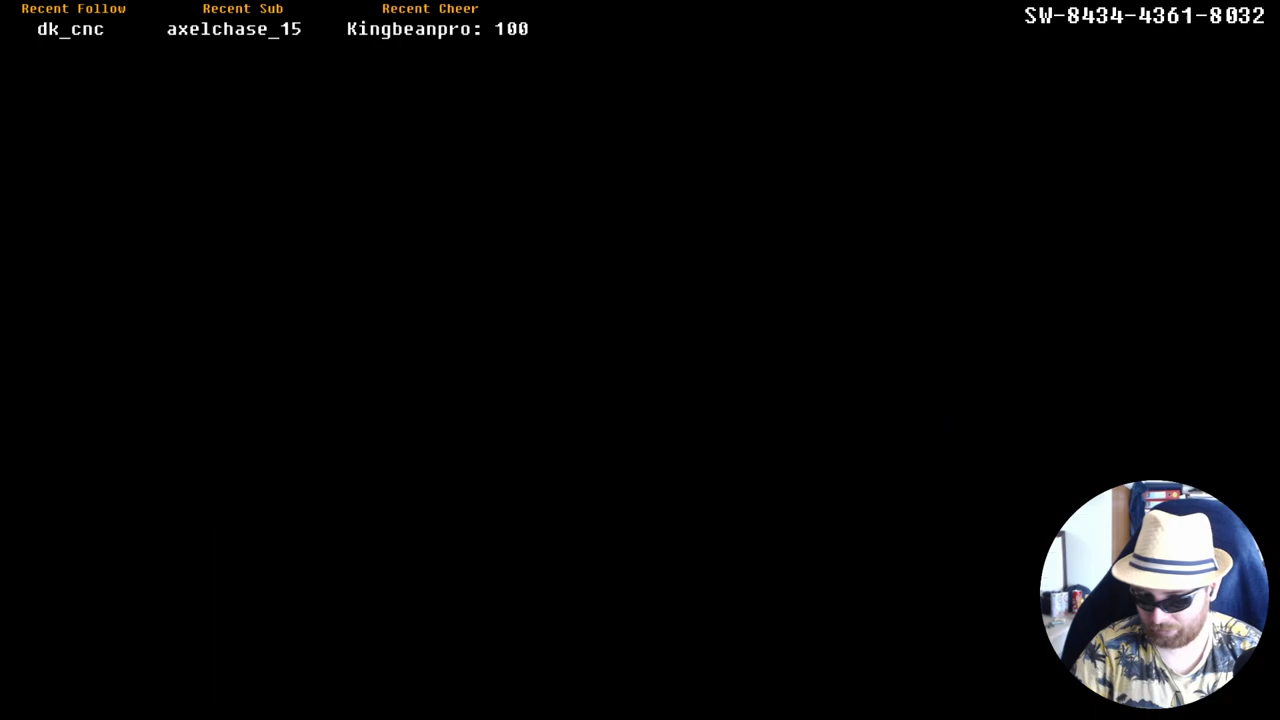 Recent Follow Recent Sub Recent Cheer
dk_cnc axelchase_15 Kingbeanpro: 100
SW-8434-4361-8032